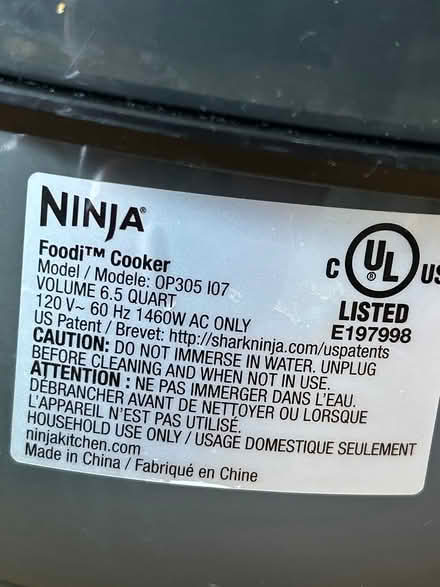 NINJA®
Foodi™ Cooker
Model / Modele: OP305 I07
VOLUME 6.5 QUART
120 V~ 60 Hz 1460W AC ONLY
US Patent / Brevet: http://sharkninja.com/uspatents
CAUTION: DO NOT IMMERSE IN WATER. UNPLUG
BEFORE CLEANING AND WHEN NOT IN USE.
ATTENTION : NE PAS IMMERGER DANS L'EAU.
DÉBRANCHER AVANT DE NETTOYER OU LORSQUE
L'APPAREIL N'EST PAS UTILISÉ.
HOUSEHOLD USE ONLY / USAGE DOMESTIQUE SEULEMENT
ninjakitchen.com
Made in China / Fabriqué en Chine
C UL ® US
LISTED
E197998